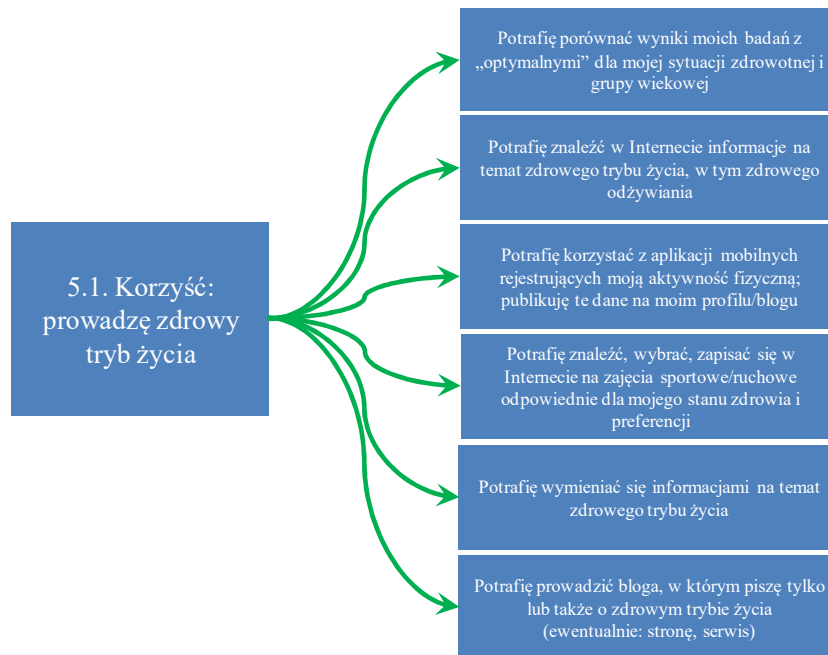 5.1. Korzyść:
prowadzę zdrowy
tryb życia
Potrafię porównać wyniki moich badań z
„optymalnymi” dla mojej sytuacji zdrowotnej i
grupy wiekowej
Potrafię znaleźć w Internecie informacje na
temat zdrowego trybu życia, w tym zdrowego
odżywiania
Potrafię korzystać z aplikacji mobilnych
rejestrujących moją aktywność fizyczną;
publikuję te dane na moim profilu/blogu
Potrafię znaleźć, wybrać, zapisać się w
Internecie na zajęcia sportowe/ruchowe
odpowiednie dla mojego stanu zdrowia i
preferencji
Potrafię wymieniać się informacjami na temat
zdrowego trybu życia
Potrafię prowadzić bloga, w którym piszę tylko
lub także o zdrowym trybie życia
(ewentualnie: stronę, serwis)